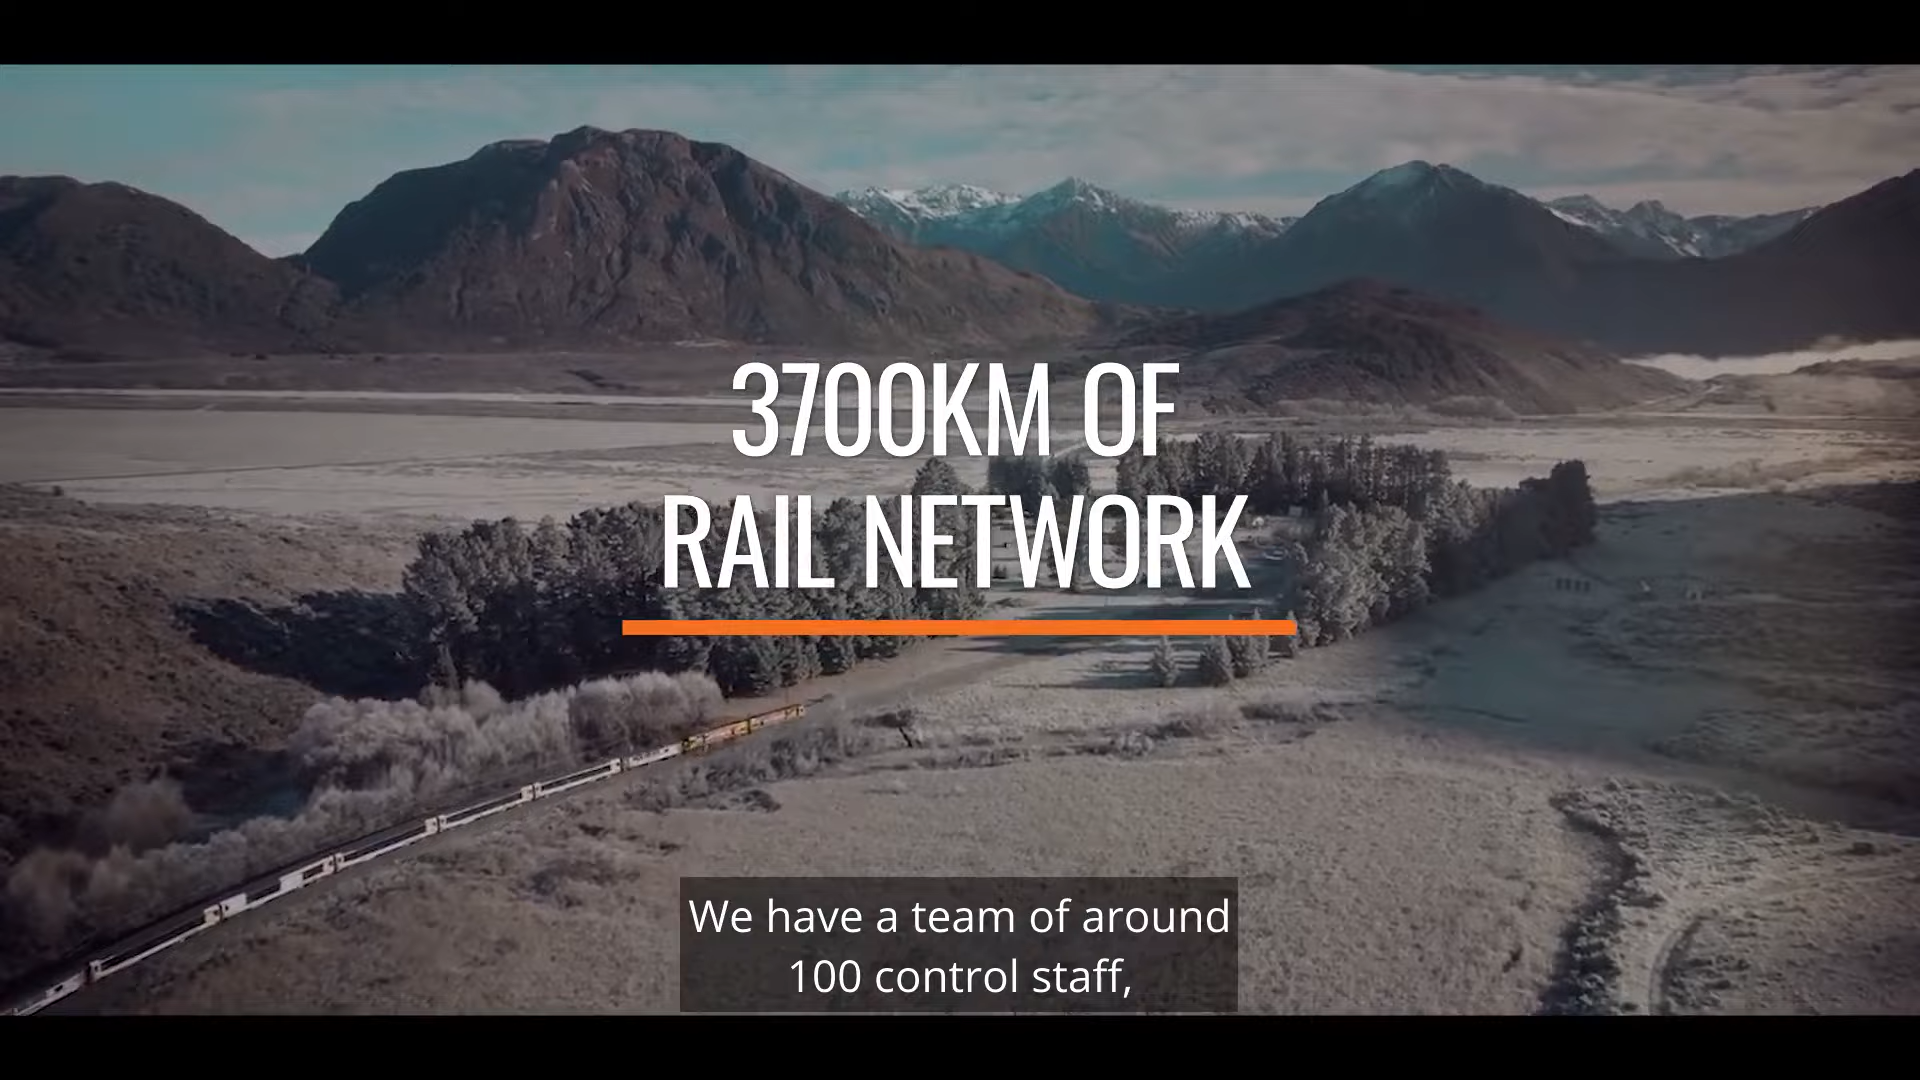 3700KM OF
RAIL NETWORK
We have a team of around
100 control staff,